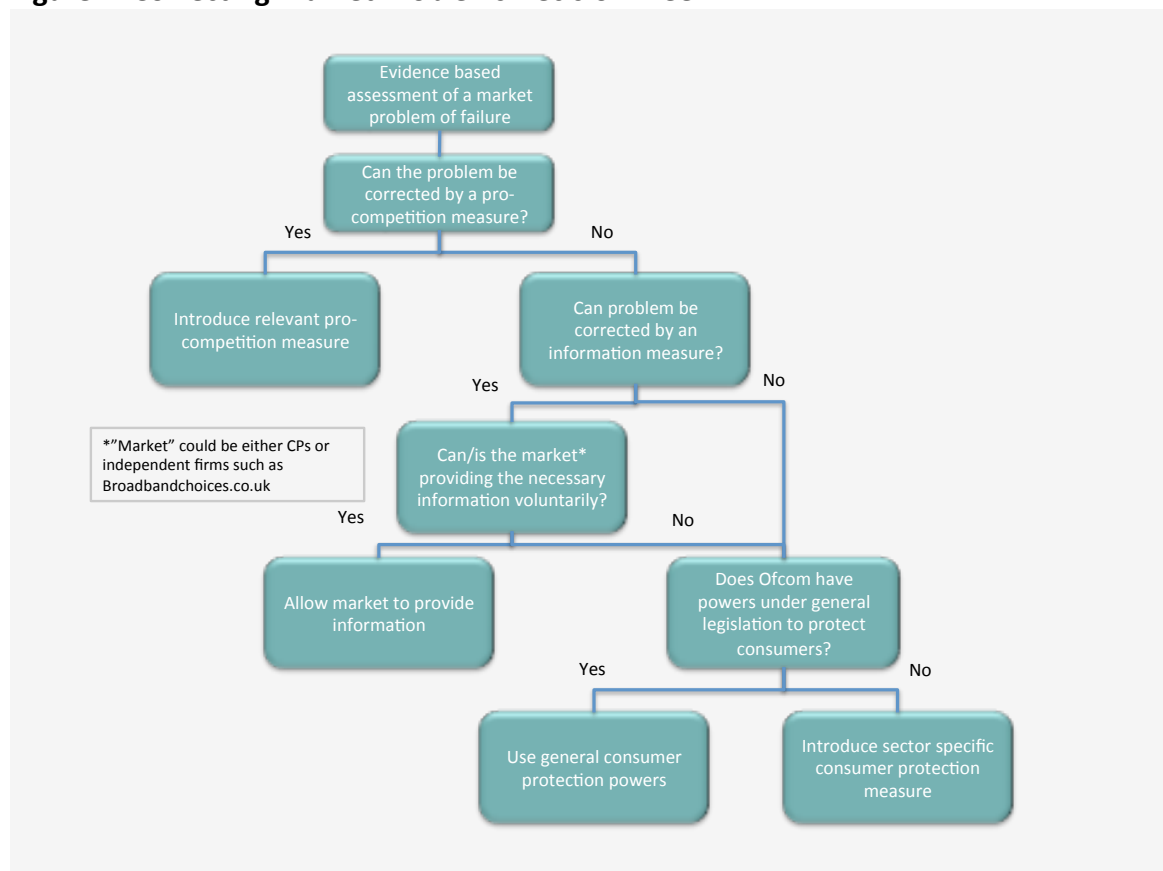 Evidence based
assessment of a market
problem of failure
Can the problem be
corrected by a pro-
competition measure?
Yes
No
Introduce relevant pro-
competition measure
Can problem be
corrected by an
information measure?
Yes
No
*”Market” could be either CPs or
independent firms such as
Broadbandchoices.co.uk
Can/is the market*
providing the necessary
information voluntarily?
Yes
No
Allow market to provide
information
Does Ofcom have
powers under general
legislation to protect
consumers?
Yes
No
Use general consumer
protection powers
Introduce sector specific
consumer protection
measure